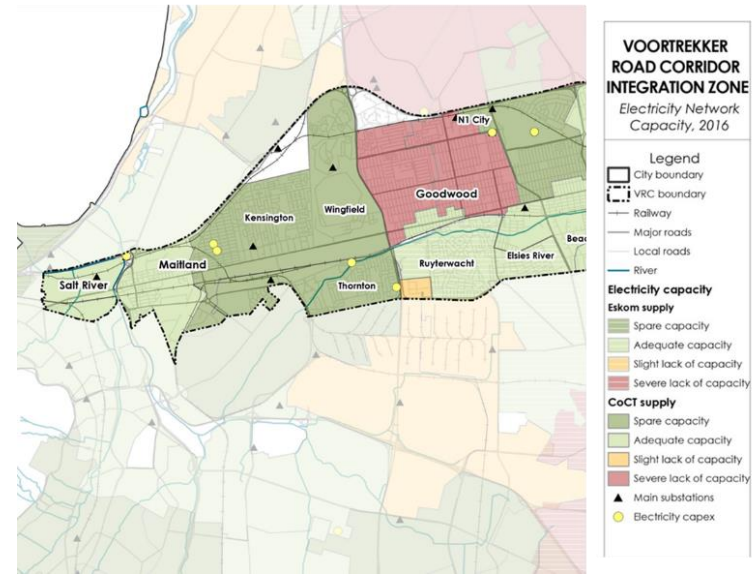 N1 City
Goodwood
Kensington
Wingfield
Maitland
Salt River
Thornton
Ruyterwacht
Elsies River
Beac
VOORTREKKER
ROAD CORRIDOR
INTEGRATION ZONE
Electricity Network
Capacity, 2016
Legend
City boundary
VRC boundary
Railway
Major roads
Local roads
River
Electricity capacity
Eskom supply
Spare capacity
Adequate capacity
Slight lack of capacity
Severe lack of capacity
CoCT supply
Spare capacity
Adequate capacity
Slight lack of capacity
Severe lack of capacity
Main substations
Electricity capex